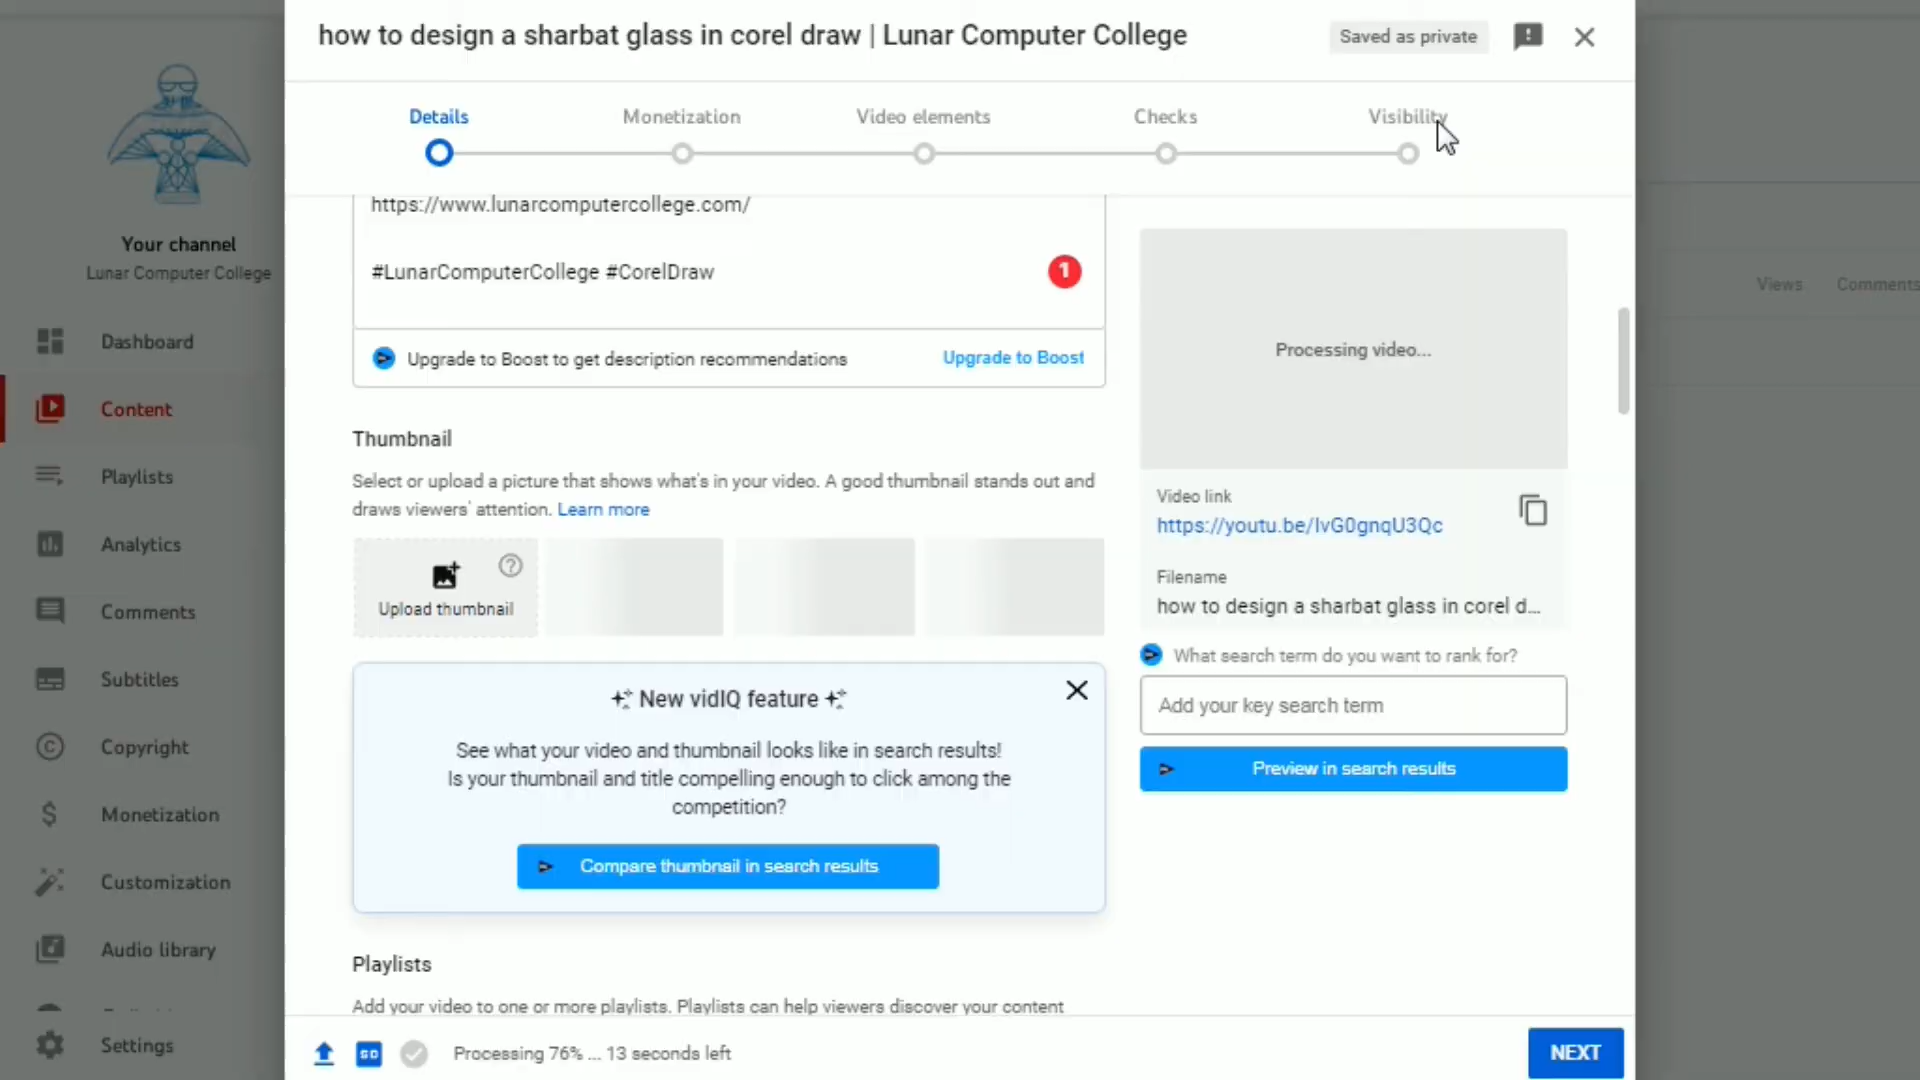 how to design a sharbat glass in corel draw | Lunar Computer College
Saved as private
Details
Monetization
Video elements
Checks
Visibility
Your channel
Lunar Computer College
Dashboard
Content
Playlists
Analytics
Comments
Subtitles
Copyright
Monetization
Customization
Audio library
Settings
https://www.lunarcomputercollege.com/
#LunarComputerCollege #CorelDraw
1
Upgrade to Boost to get description recommendations
Upgrade to Boost
Thumbnail
Select or upload a picture that shows what's in your video. A good thumbnail stands out and
draws viewers' attention. Learn more
Upload thumbnail
New vidIQ feature
See what your video and thumbnail looks like in search results!
Is your thumbnail and title compelling enough to click among the
competition?
Compare thumbnail in search results
Playlists
Add your video to one or more playlists. Playlists can help viewers discover your content
Processing video...
Video link
https://youtu.be/IvG0gnqU3Qc
Filename
how to design a sharbat glass in corel d...
What search term do you want to rank for?
Add your key search term
Preview in search results
Views
Comments
SD
Processing 76% ... 13 seconds left
NEXT